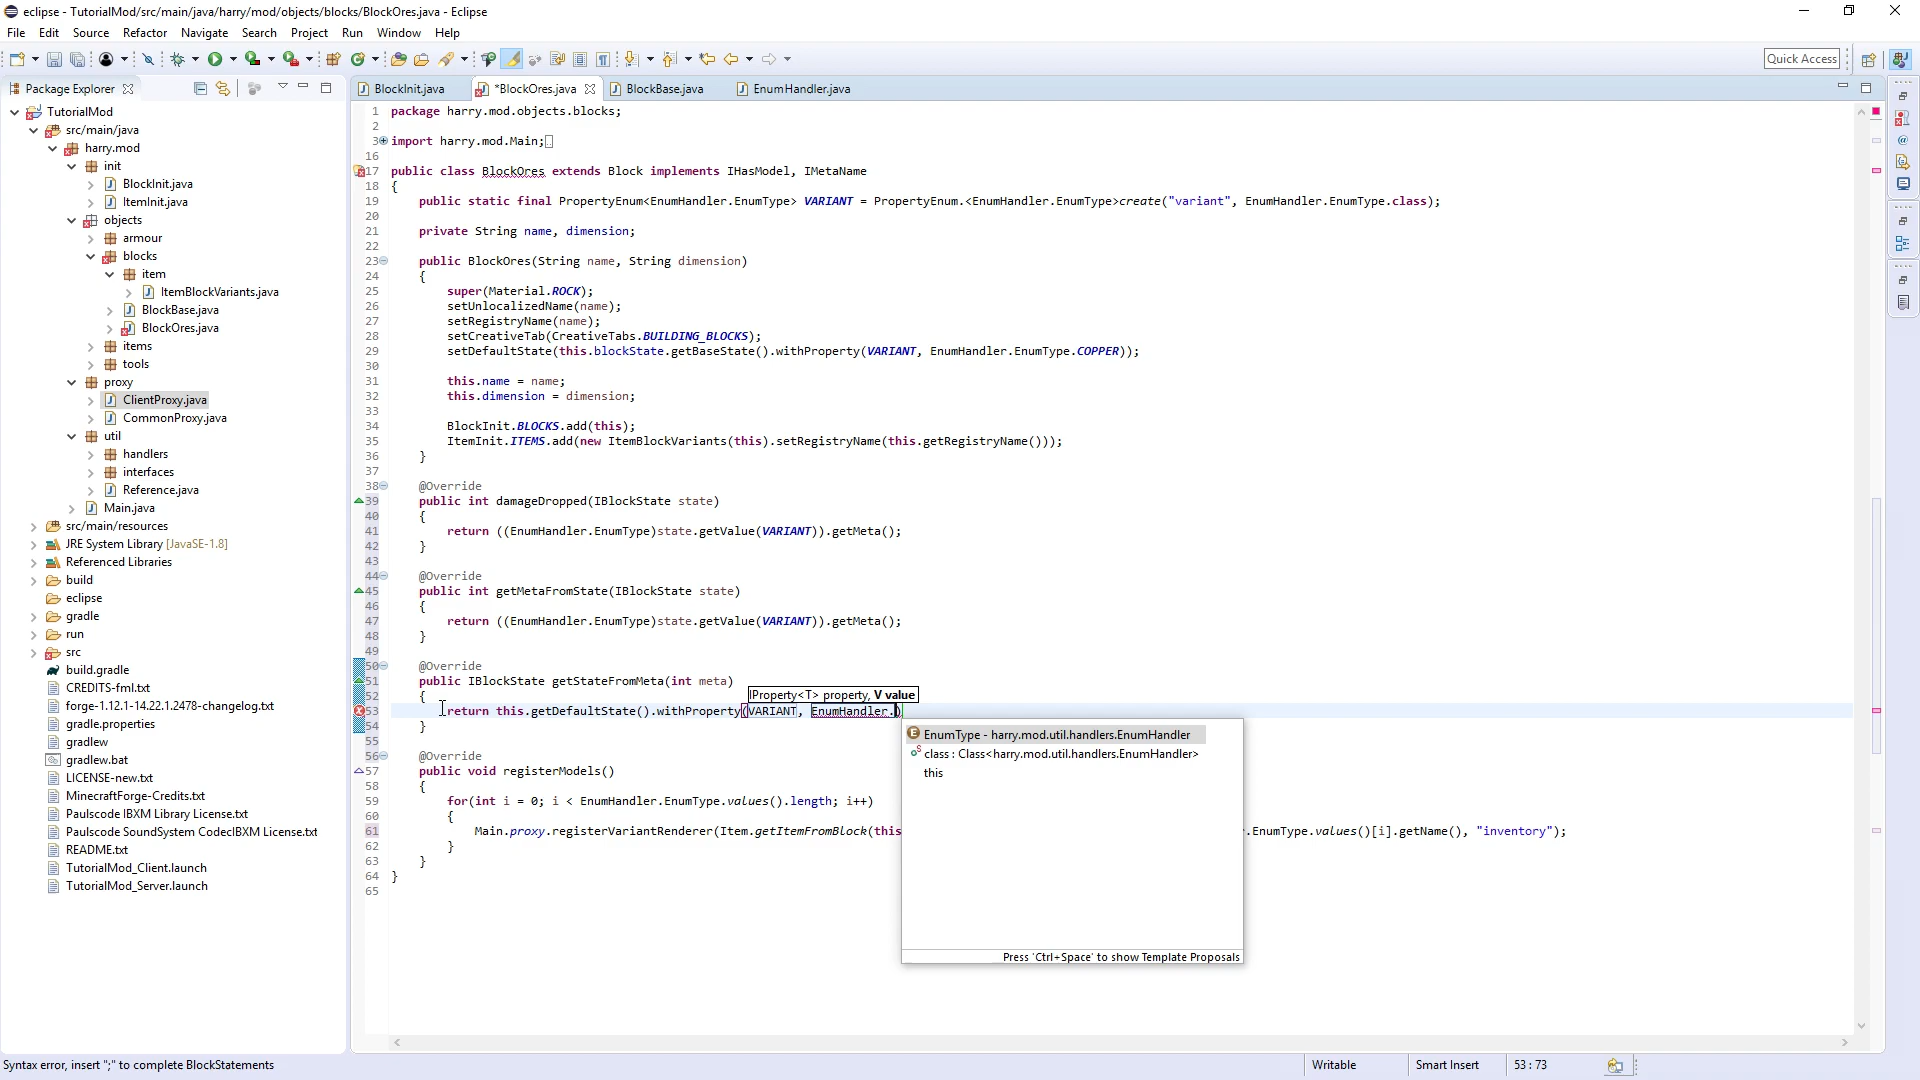 eclipse - TutorialMod/src/main/java/harry/mod/objects/blocks/BlockOres.java - Eclipse
File Edit Source Refactor Navigate Search Project Run Window Help
Quick Access
Package Explorer
BlockInit.java *BlockOres.java BlockBase.java EnumHandler.java
TutorialMod
src/main/java
harry.mod
init
BlockInit.java
ItemInit.java
objects
armour
blocks
item
ItemBlockVariants.java
BlockBase.java
BlockOres.java
items
tools
proxy
ClientProxy.java
CommonProxy.java
util
handlers
interfaces
Reference.java
Main.java
src/main/resources
JRE System Library [JavaSE-1.8]
Referenced Libraries
build
eclipse
gradle
run
src
build.gradle
CREDITS-fml.txt
forge-1.12.1-14.22.1.2478-changelog.txt
gradle.properties
gradlew
gradlew.bat
LICENSE-new.txt
MinecraftForge-Credits.txt
Paulscode IBXM Library License.txt
Paulscode SoundSystem CodecIBXM License.txt
README.txt
TutorialMod_Client.launch
TutorialMod_Server.launch
1 package harry.mod.objects.blocks;
2
3 import harry.mod.Main;
16
17 public class BlockOres extends Block implements IHasModel, IMetaName
18 {
19 public static final PropertyEnum<EnumHandler.EnumType> VARIANT = PropertyEnum.<EnumHandler.EnumType>create("variant", EnumHandler.EnumType.class);
20
21 private String name, dimension;
22
23 public BlockOres(String name, String dimension)
24 {
25 super(Material.ROCK);
26 setUnlocalizedName(name);
27 setRegistryName(name);
28 setCreativeTab(CreativeTabs.BUILDING_BLOCKS);
29 setDefaultState(this.blockState.getBaseState().withProperty(VARIANT, EnumHandler.EnumType.COPPER));
30
31 this.name = name;
32 this.dimension = dimension;
33
34 BlockInit.BLOCKS.add(this);
35 ItemInit.ITEMS.add(new ItemBlockVariants(this).setRegistryName(this.getRegistryName()));
36 }
37
38 @Override
39 public int damageDropped(IBlockState state)
40 {
41 return ((EnumHandler.EnumType)state.getValue(VARIANT)).getMeta();
42 }
43
44 @Override
45 public int getMetaFromState(IBlockState state)
46 {
47 return ((EnumHandler.EnumType)state.getValue(VARIANT)).getMeta();
48 }
49
50 @Override
51 public IBlockState getStateFromMeta(int meta)
IProperty<T> property, V value
52 {
53 return this.getDefaultState().withProperty(VARIANT, EnumHandler.)
54 }
55
56 @Override
57 public void registerModels()
58 {
59 for(int i = 0; i < EnumHandler.EnumType.values().length; i++)
60 {
61 Main.proxy.registerVariantRenderer(Item.getItemFromBlock(this .EnumType.values()[i].getName(), "inventory");
62 }
63 }
64 }
65
EnumType - harry.mod.util.handlers.EnumHandler
class : Class<harry.mod.util.handlers.EnumHandler>
this
Press 'Ctrl+Space' to show Template Proposals
Syntax error, insert ";" to complete BlockStatements
Writable Smart Insert 53 : 73